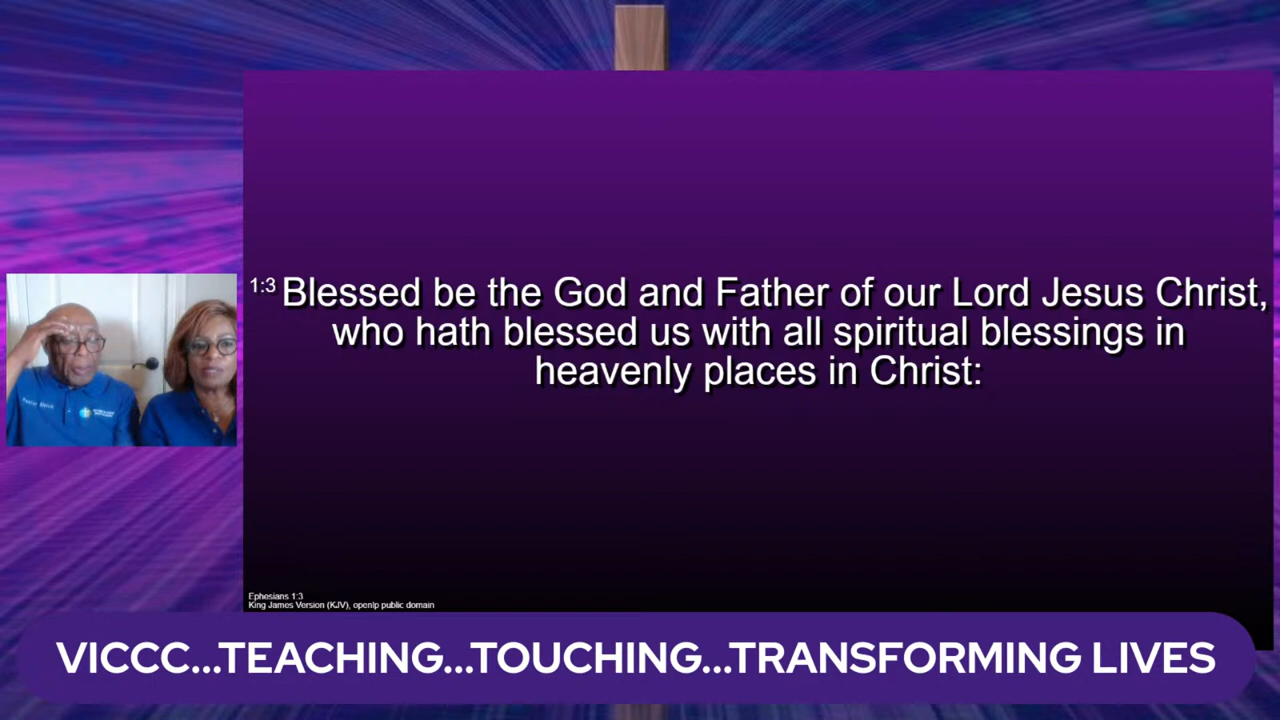 1:3 Blessed be the God and Father of our Lord Jesus Christ,
who hath blessed us with all spiritual blessings in
heavenly places in Christ:
Ephesians 1:3
King James Version (KJV), openlp public domain
VICCC...TEACHING...TOUCHING...TRANSFORMING LIVES